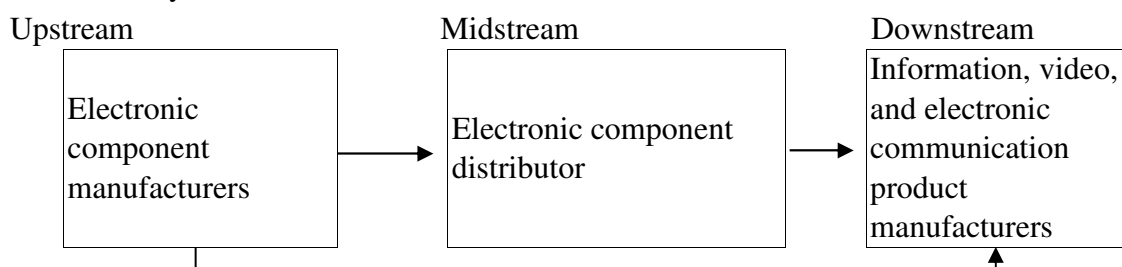 Upstream
Midstream
Downstream
Electronic
component
manufacturers
Electronic component
distributor
Information, video,
and electronic
communication
product
manufacturers